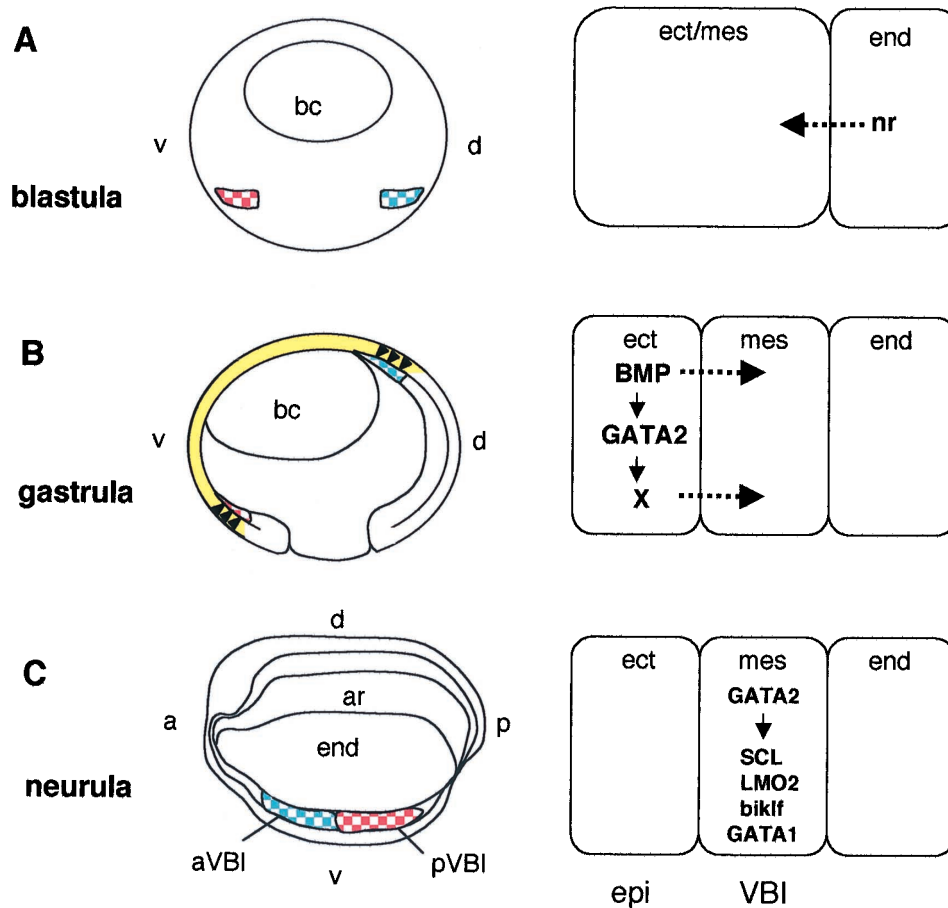 A
blastula
bc
v
d
ect/mes
end
nr
B
gastrula
bc
v
d
ect
mes
end
BMP
GATA2
X
C
neurula
d
a
ar
p
end
aVBI
v
pVBI
ect
mes
end
GATA2
SCL
LMO2
biklf
GATA1
epi
VBI